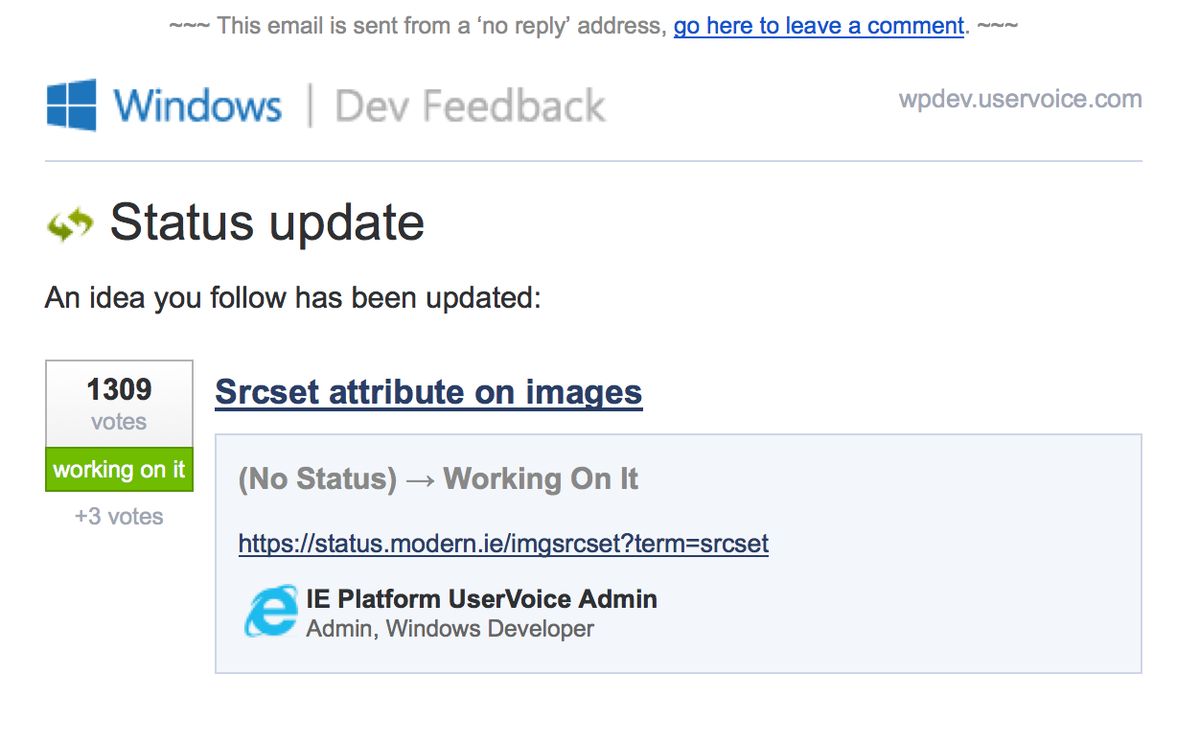 ~~~ This email is sent from a ‘no reply’ address, go here to leave a comment. ~~~
Windows | Dev Feedback
wpdev.uservoice.com
Status update
An idea you follow has been updated:
1309
votes
working on it
+3 votes
Srcset attribute on images
(No Status) → Working On It
https://status.modern.ie/imgsrcset?term=srcset
IE Platform UserVoice Admin
Admin, Windows Developer